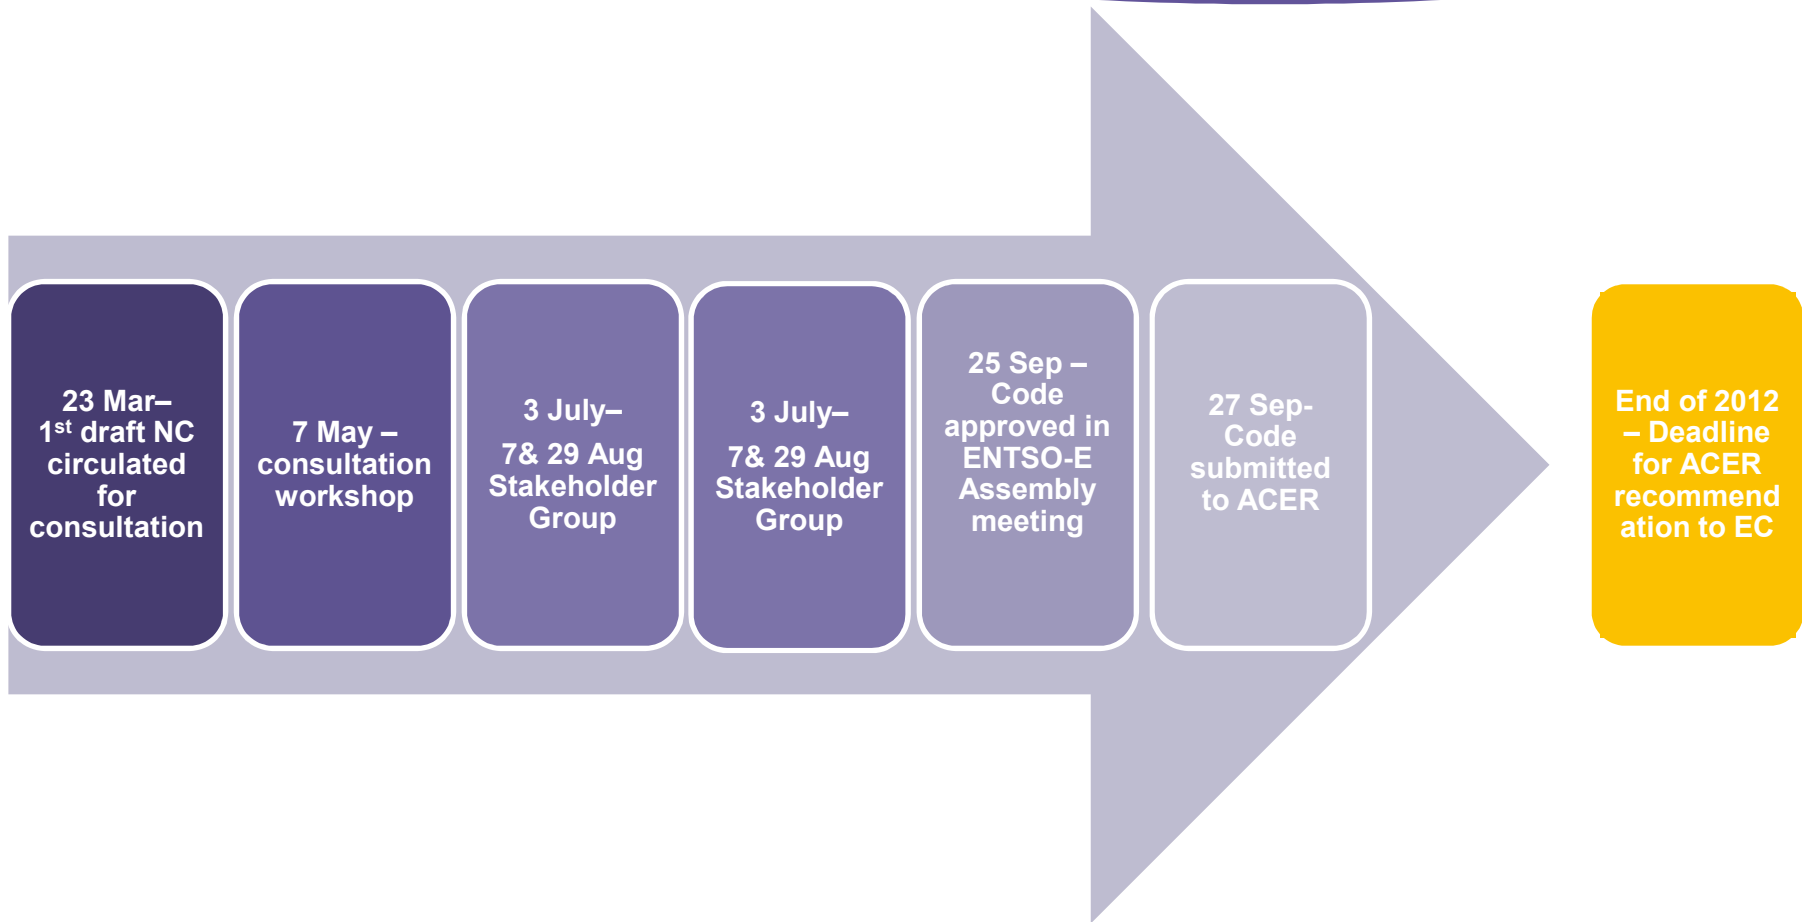 23 Mar–
1st draft NC
circulated
for
consultation
7 May –
consultation
workshop
3 July–
7& 29 Aug
Stakeholder
Group
3 July–
7& 29 Aug
Stakeholder
Group
25 Sep –
Code
approved in
ENTSO-E
Assembly
meeting
27 Sep-
Code
submitted
to ACER
End of 2012
– Deadline
for ACER
recommend
ation to EC